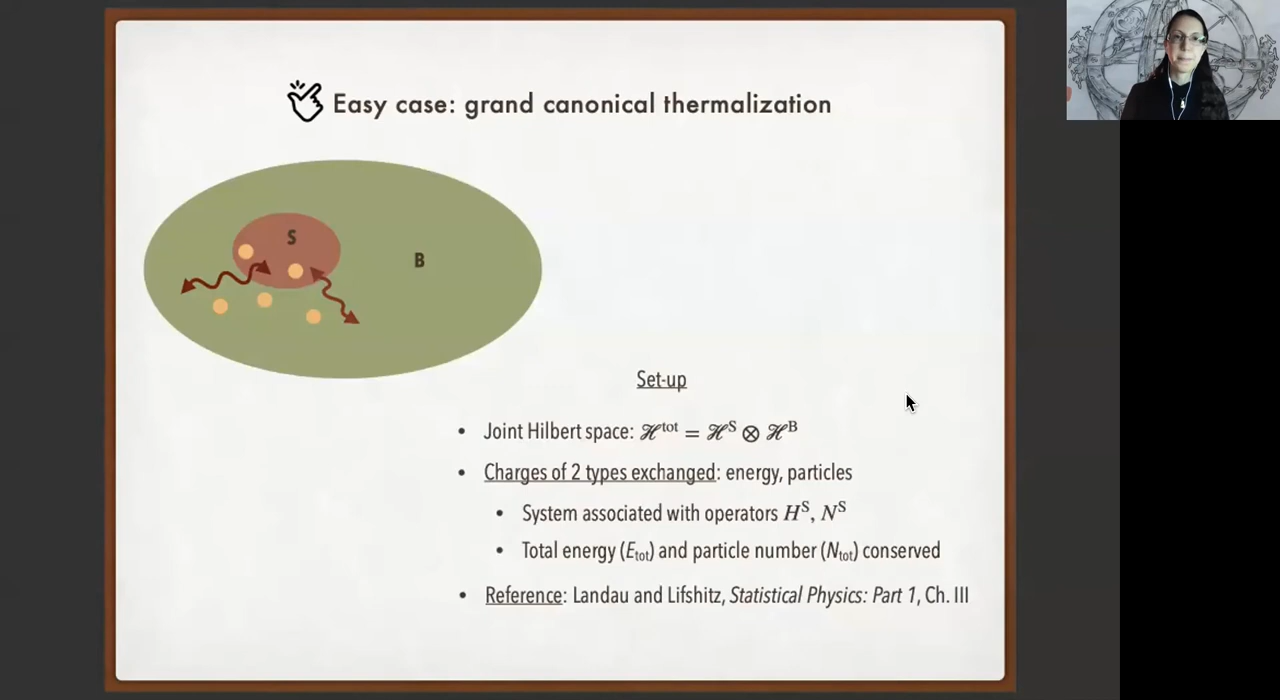 Easy case: grand canonical thermalization
S
B
Set-up
• Joint Hilbert space: ℋ^tot = ℋ^S ⊗ ℋ^B
• Charges of 2 types exchanged: energy, particles
• System associated with operators H^S, N^S
• Total energy (E_tot) and particle number (N_tot) conserved
• Reference: Landau and Lifshitz, Statistical Physics: Part 1, Ch. III